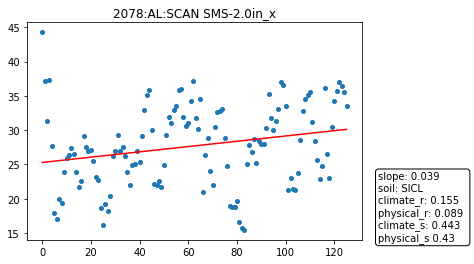 2078:AL:SCAN SMS-2.0in_x
45
40
35
30
25
20
15
0
20
40
60
80
100
120
slope: 0.039
soil: SICL
climate_r: 0.155
physical_r: 0.089
climate_s: 0.443
physical_s 0.43